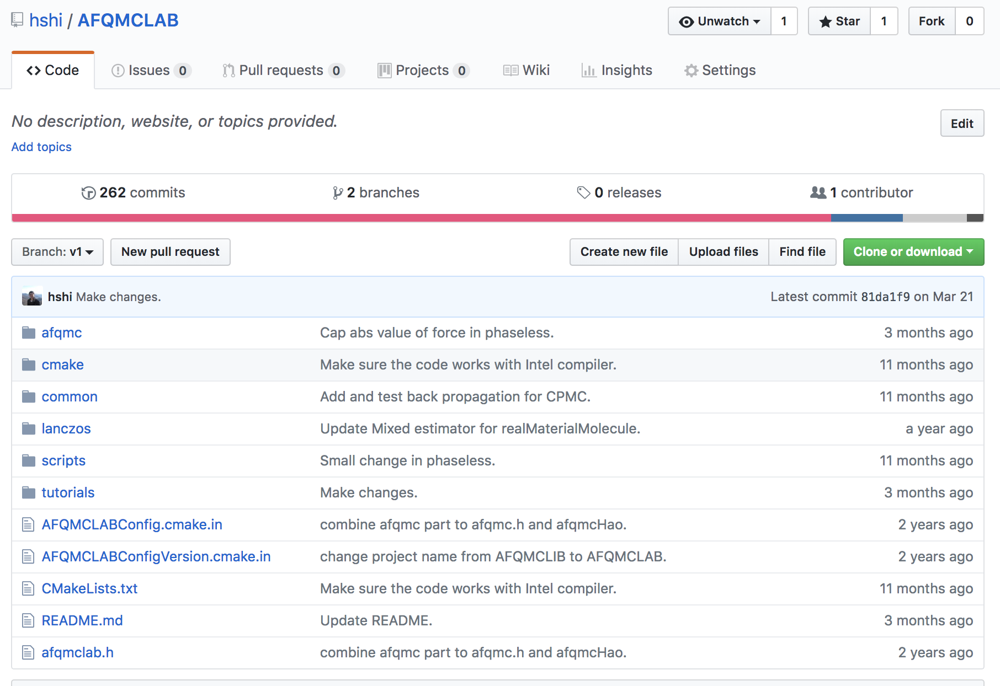 hshi / AFQMCLAB
Unwatch 1 Star 1 Fork 0
Code Issues 0 Pull requests 0 Projects 0 Wiki Insights Settings
No description, website, or topics provided.
Edit
Add topics
262 commits 2 branches 0 releases 1 contributor
Branch: v1 New pull request Create new file Upload files Find file Clone or download
hshi Make changes. Latest commit 81da1f9 on Mar 21
afqmc Cap abs value of force in phaseless. 3 months ago
cmake Make sure the code works with Intel compiler. 11 months ago
common Add and test back propagation for CPMC. 11 months ago
lanczos Update Mixed estimator for realMaterialMolecule. a year ago
scripts Small change in phaseless. 11 months ago
tutorials Make changes. 3 months ago
AFQMCLABConfig.cmake.in combine afqmc part to afqmc.h and afqmcHao. 2 years ago
AFQMCLABConfigVersion.cmake.in change project name from AFQMCLIB to AFQMCLAB. 2 years ago
CMakeLists.txt Make sure the code works with Intel compiler. 11 months ago
README.md Update README. 3 months ago
afqmclab.h combine afqmc part to afqmc.h and afqmcHao. 2 years ago